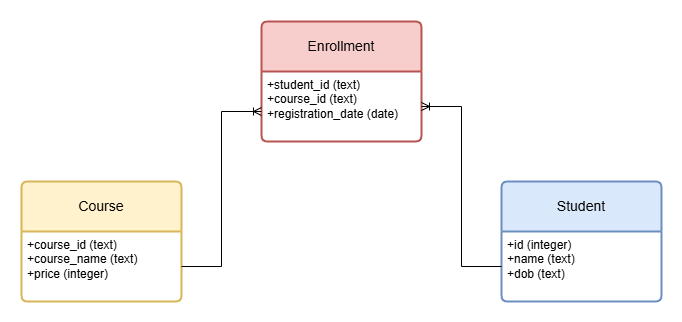 Enrollment
+student_id (text)
+course_id (text)
+registration_date (date)
Course
+course_id (text)
+course_name (text)
+price (integer)
Student
+id (integer)
+name (text)
+dob (text)